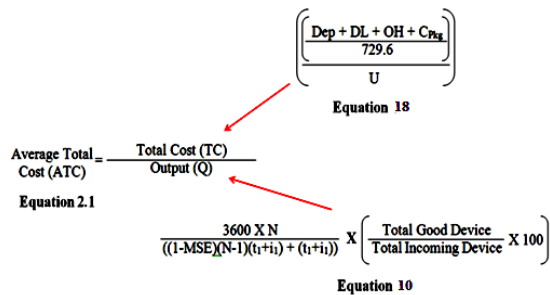 Dep + DL + OH + CPkg
729.6
U
Equation 18
Average Total Cost (ATC) = Total Cost (TC)
Output (Q)
Equation 2.1
3600 X N
((1-MSE)(N-1)(t1+i1) + (t1+i1))
X
Total Good Device
Total Incoming Device
X 100
Equation 10